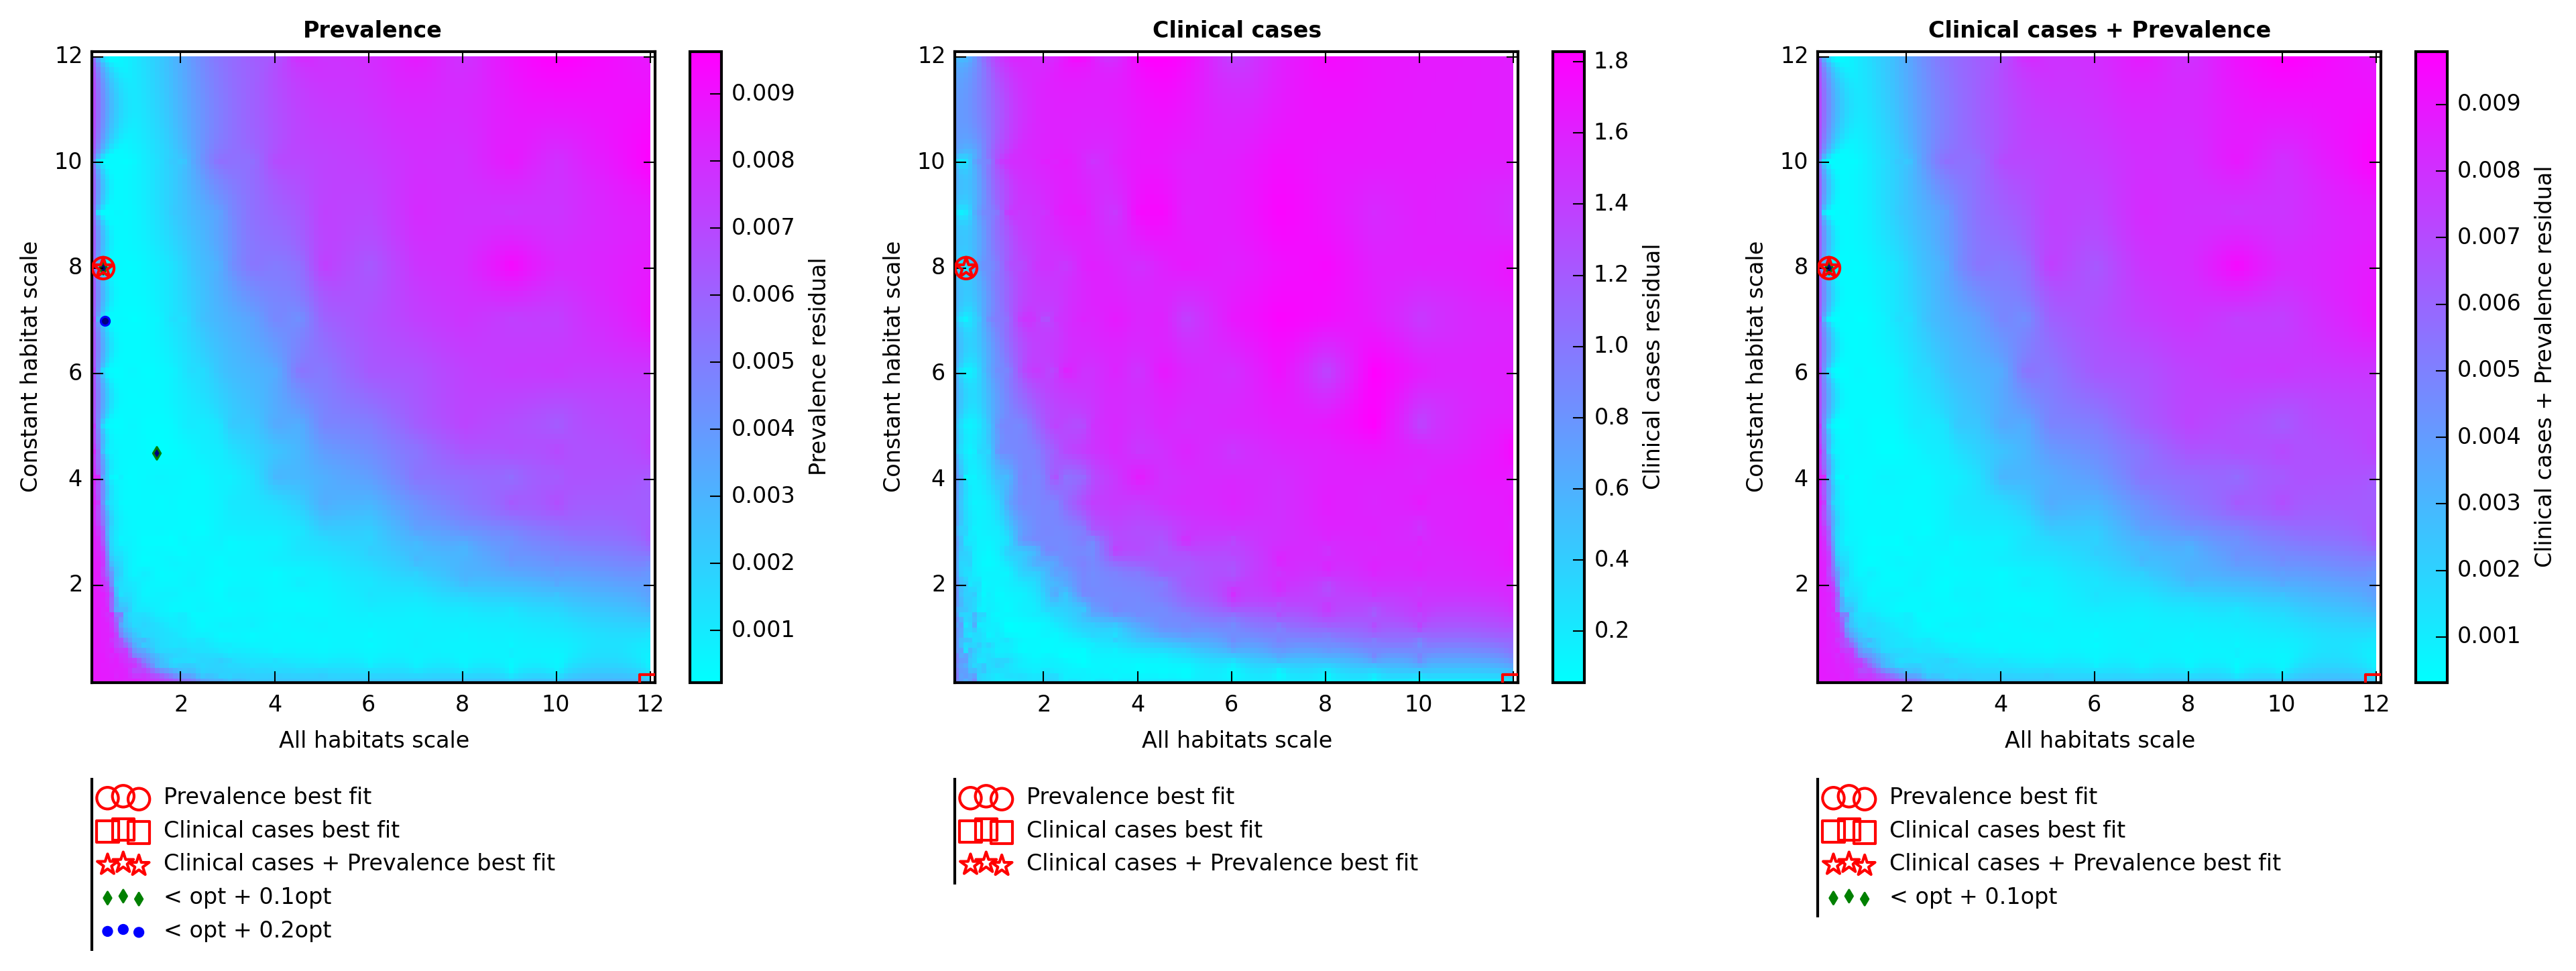 Prevalence
Clinical cases
Clinical cases + Prevalence
12
10
8
6
4
2
2 4 6 8 10 12
Constant habitat scale
All habitats scale
0.009
0.008
0.007
0.006
0.005
0.004
0.003
0.002
0.001
Prevalence residual
12
10
8
6
4
2
2 4 6 8 10 12
Constant habitat scale
All habitats scale
1.8
1.6
1.4
1.2
1.0
0.8
0.6
0.4
0.2
Clinical cases residual
12
10
8
6
4
2
2 4 6 8 10 12
Constant habitat scale
All habitats scale
0.009
0.008
0.007
0.006
0.005
0.004
0.003
0.002
0.001
Clinical cases + Prevalence residual
Prevalence best fit
Clinical cases best fit
Clinical cases + Prevalence best fit
< opt + 0.1opt
< opt + 0.2opt
Prevalence best fit
Clinical cases best fit
Clinical cases + Prevalence best fit
Prevalence best fit
Clinical cases best fit
Clinical cases + Prevalence best fit
< opt + 0.1opt